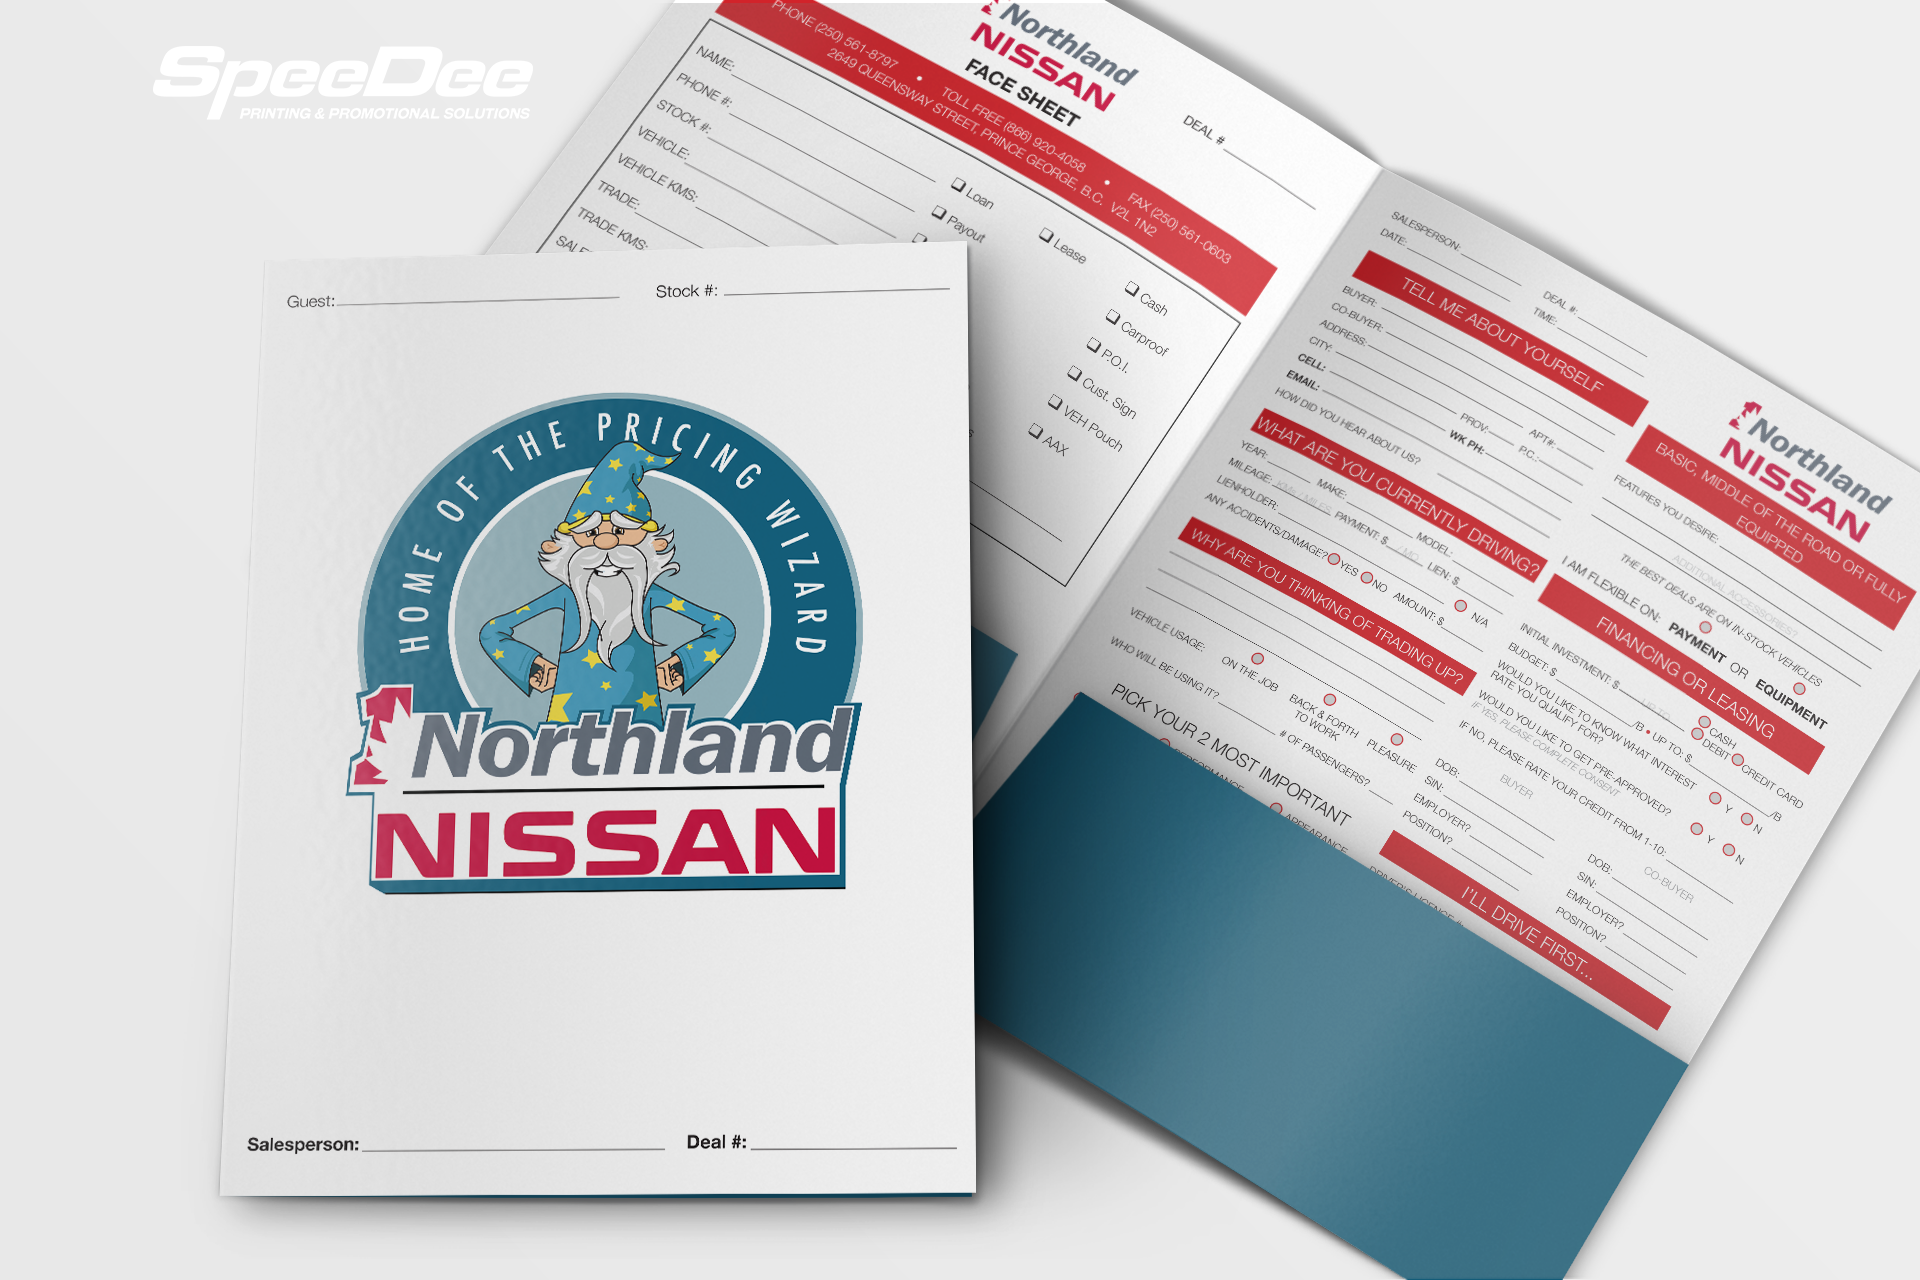 SpeeDee
PRINTING & PROMOTIONAL SOLUTIONS
Guest:
Stock #:
HOME OF THE PRICING WIZARD
Northland
NISSAN
Salesperson:
Deal #:
Northland
NISSAN
FACE SHEET
DEAL #
PHONE (250) 561-8797 • TOLL FREE (866) 920-4058 • FAX (250) 561-0603
2649 QUEENSWAY STREET, PRINCE GEORGE, B.C. V2L 1N2
NAME:
PHONE #:
STOCK #:
VEHICLE:
VEHICLE KMS:
TRADE:
TRADE KMS:
Loan
Payout
Lease
Cash
Carproof
P.O.I.
Cust. Sign
VEH Pouch
AAX
SALESPERSON:
DATE:
DEAL #:
TIME:
TELL ME ABOUT YOURSELF
BUYER:
CO-BUYER:
ADDRESS:
CITY:
PROV:
APT#:
CELL:
WK PH:
P.C.:
EMAIL:
HOW DID YOU HEAR ABOUT US?
WHAT ARE YOU CURRENTLY DRIVING?
YEAR:
MAKE:
MODEL:
MILEAGE: KMs / MILES PAYMENT: $ / MO LIEN: $
LIENHOLDER:
ANY ACCIDENTS/DAMAGE? YES NO AMOUNT: $ N/A
WHY ARE YOU THINKING OF TRADING UP?
VEHICLE USAGE:
ON THE JOB
BACK & FORTH
TO WORK
PLEASURE
WHO WILL BE USING IT?
# OF PASSENGERS?
PICK YOUR 2 MOST IMPORTANT
APPEARANCE
Northland
NISSAN
BASIC, MIDDLE OF THE ROAD OR FULLY
EQUIPPED
FEATURES YOU DESIRE:
ADDITIONAL ACCESSORIES?
THE BEST DEALS ARE ON IN-STOCK VEHICLES
I AM FLEXIBLE ON: PAYMENT OR EQUIPMENT
FINANCING OR LEASING
INITIAL INVESTMENT: $
CASH
DEBIT
CREDIT CARD
BUDGET: $ /B • UP TO: $ /B
WOULD YOU LIKE TO KNOW WHAT INTEREST
RATE YOU QUALIFY FOR? Y N
WOULD YOU LIKE TO GET PRE-APPROVED? Y N
IF YES, PLEASE COMPLETE CONSENT
IF NO, PLEASE RATE YOUR CREDIT FROM 1-10:
BUYER
DOB:
SIN:
EMPLOYER?
POSITION?
CO-BUYER
DOB:
SIN:
EMPLOYER?
POSITION?
I'LL DRIVE FIRST...